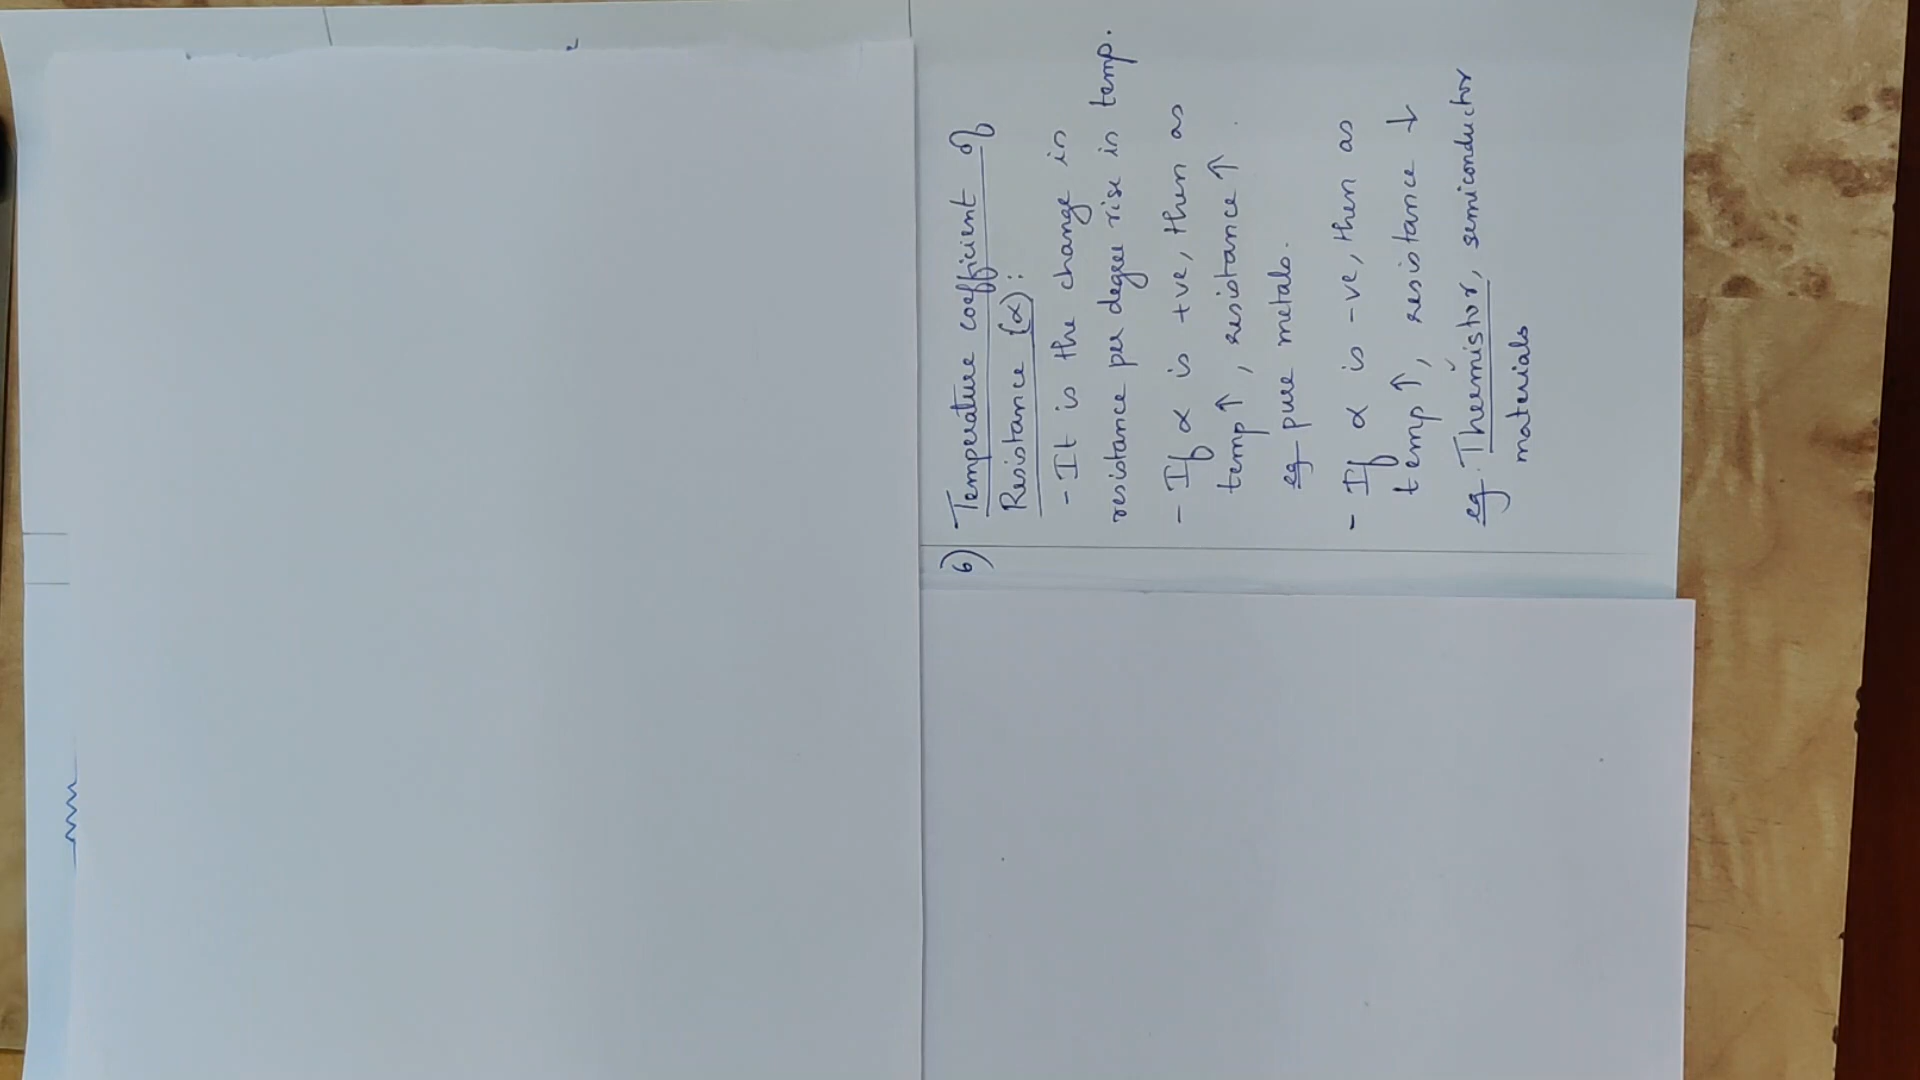 6) Temperature coefficient of
Resistance (α):
- It is the change in
resistance per degree rise in temp.
- If α is +ve, then as
temp↑, resistance↑.
eg pure metals.
- If α is -ve, then as
temp↑, resistance ↓
eg. Thermistor, semiconductor
materials